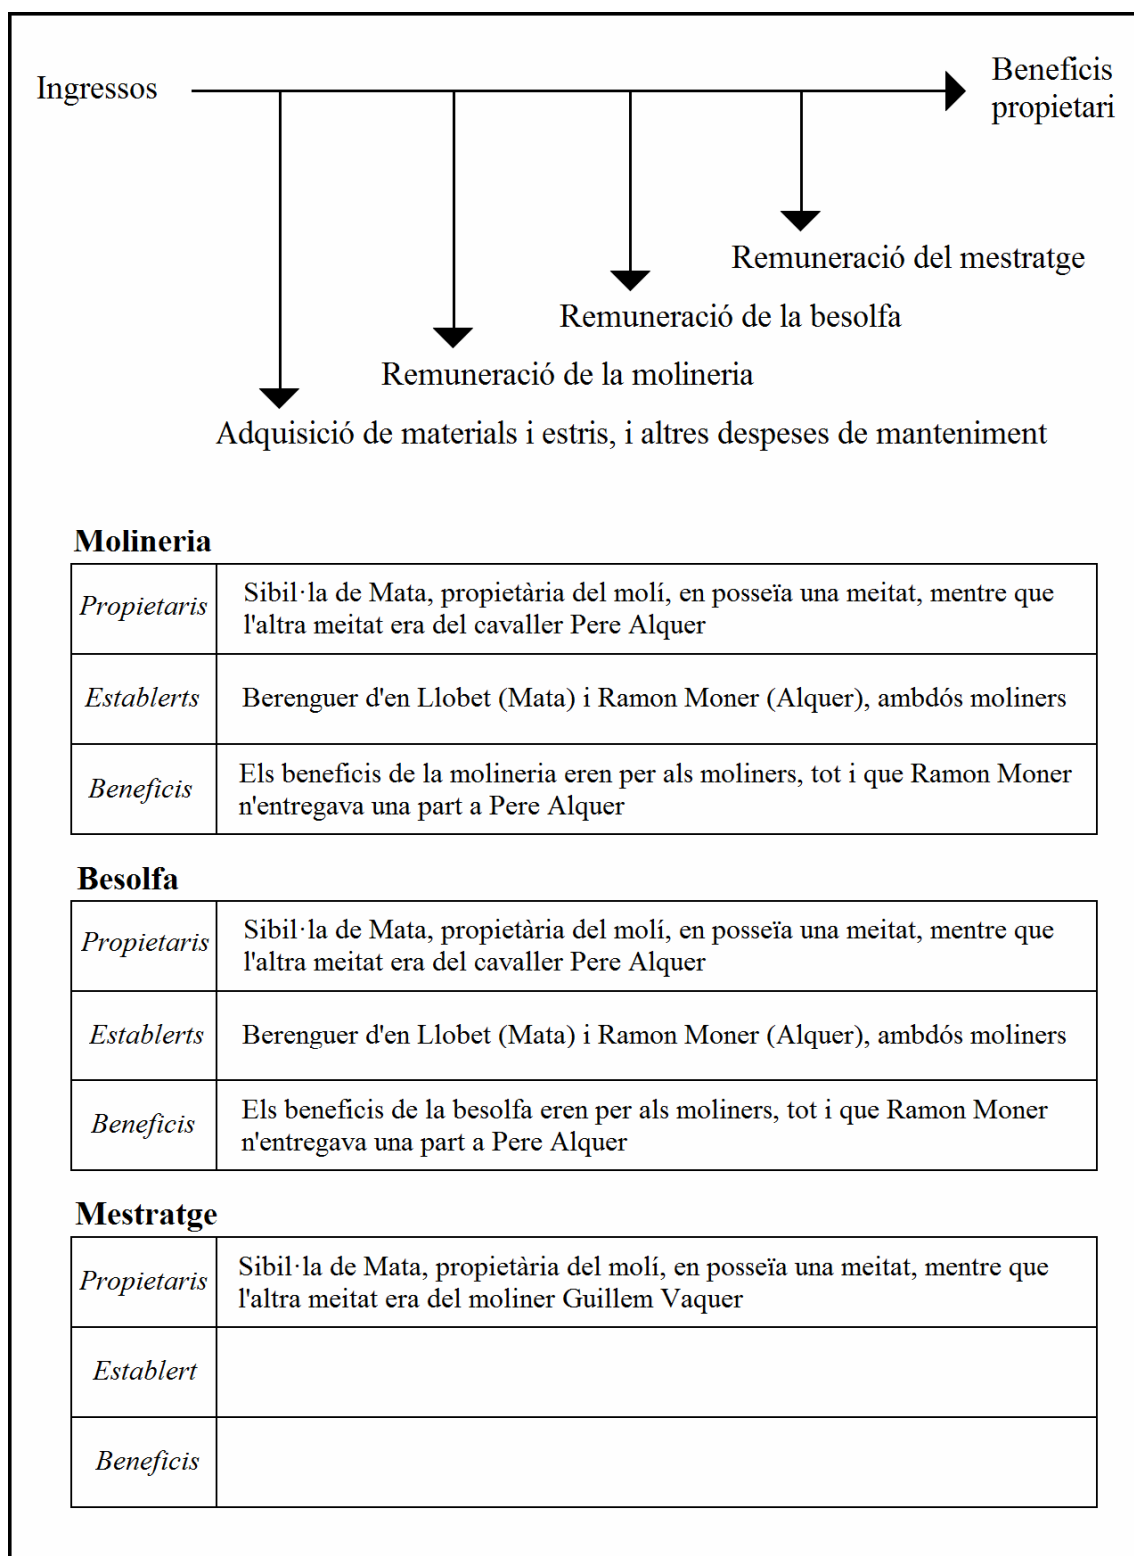 Ingressos
Beneficis
propietari
Remuneració del mestratge
Remuneració de la besolfa
Remuneració de la molineria
Adquisició de materials i estris, i altres despeses de manteniment
Molineria
Propietaris
Sibil·la de Mata, propietària del molí, en posseïa una meitat, mentre que
l'altra meitat era del cavaller Pere Alquer
Establerts
Berenguer d'en Llobet (Mata) i Ramon Moner (Alquer), ambdós moliners
Beneficis
Els beneficis de la molineria eren per als moliners, tot i que Ramon Moner
n'entregava una part a Pere Alquer
Besolfa
Propietaris
Sibil·la de Mata, propietària del molí, en posseïa una meitat, mentre que
l'altra meitat era del cavaller Pere Alquer
Establerts
Berenguer d'en Llobet (Mata) i Ramon Moner (Alquer), ambdós moliners
Beneficis
Els beneficis de la besolfa eren per als moliners, tot i que Ramon Moner
n'entregava una part a Pere Alquer
Mestratge
Propietaris
Sibil·la de Mata, propietària del molí, en posseïa una meitat, mentre que
l'altra meitat era del moliner Guillem Vaquer
Establert
Beneficis